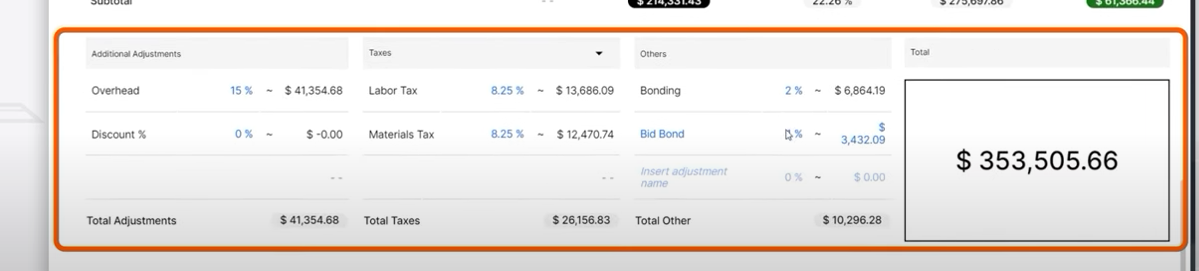 Subtotal - - $ 214,331.43 22.26 % $ 275,697.86 $ 61,366.44
Additional Adjustments Taxes Others Total
Overhead 15 % ~ $ 41,354.68 Labor Tax 8.25 % ~ $ 13,686.09 Bonding 2 % ~ $ 6,864.19
Discount % 0 % ~ $ -0.00 Materials Tax 8.25 % ~ $ 12,470.74 Bid Bond % ~ $ 3,432.09
$ 353,505.66
- - - - Insert adjustment name 0 % ~ $ 0.00
Total Adjustments $ 41,354.68 Total Taxes $ 26,156.83 Total Other $ 10,296.28